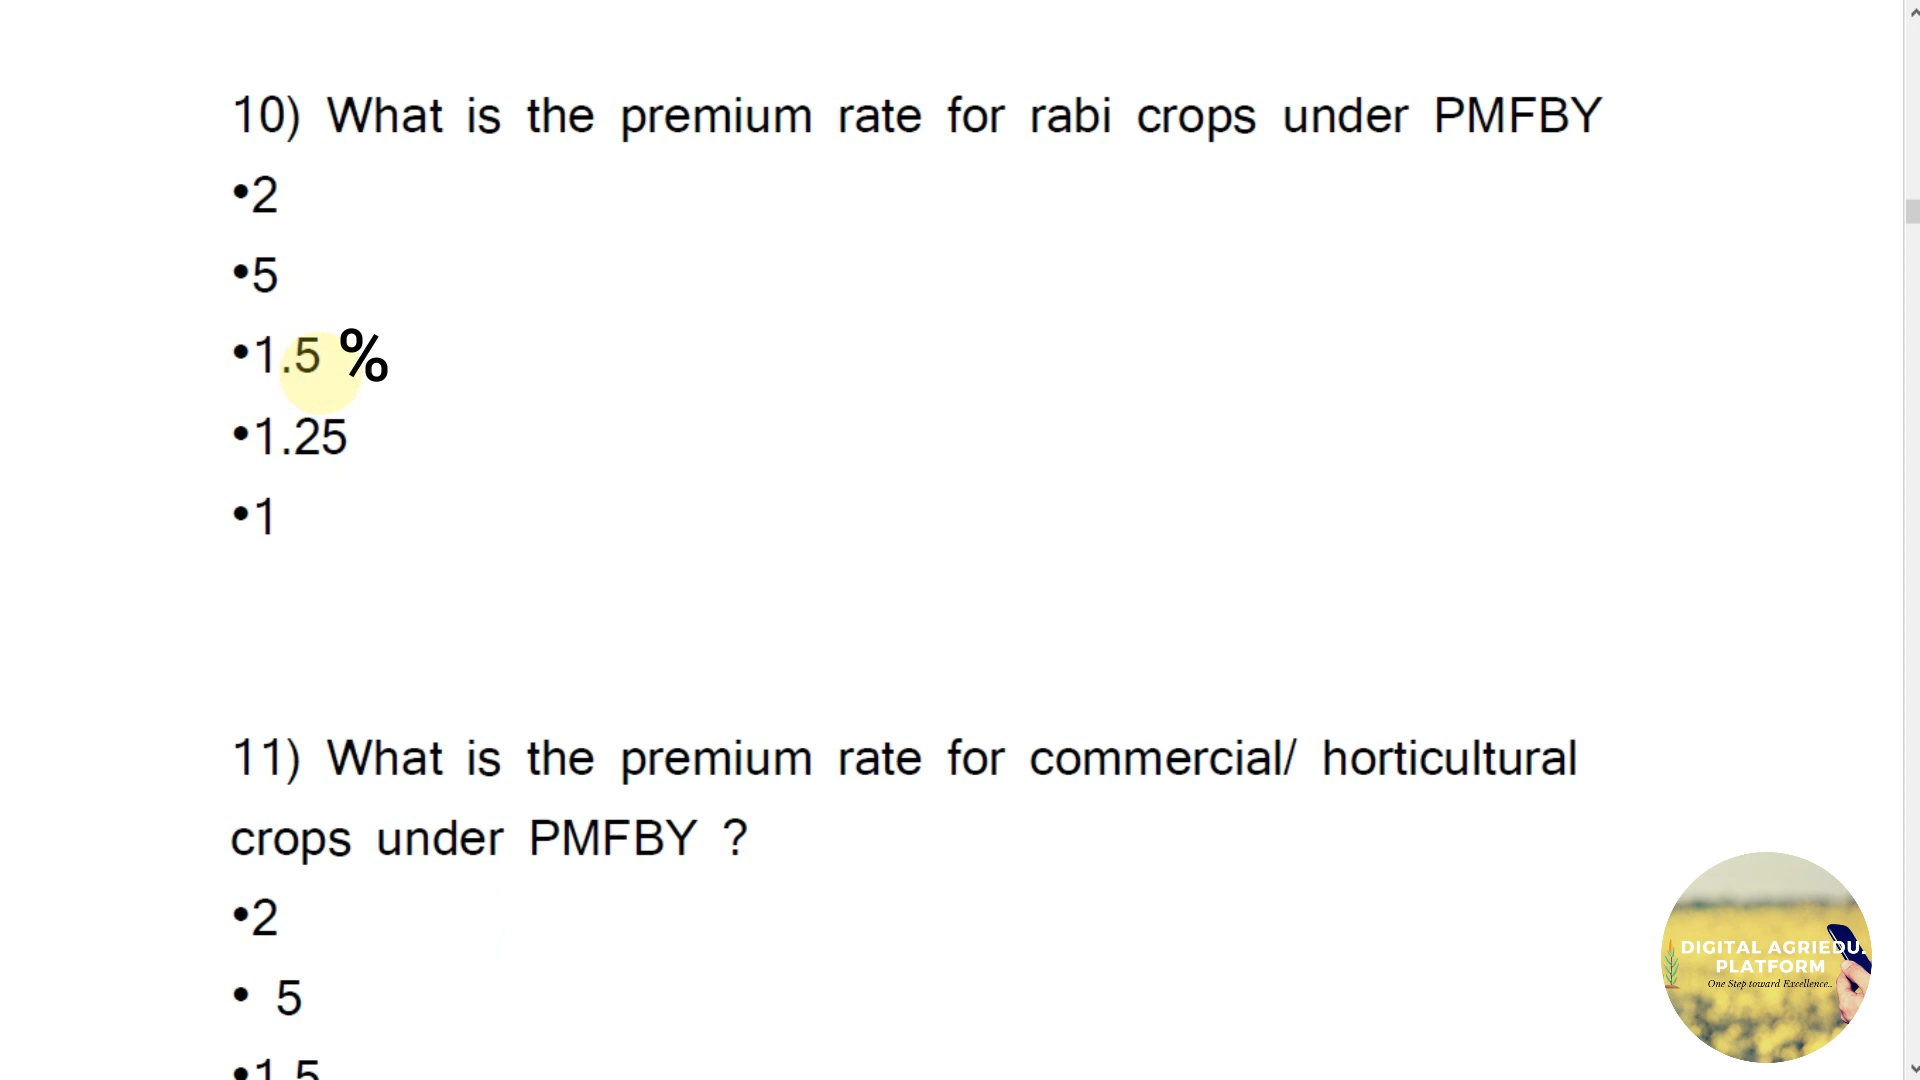 10) What is the premium rate for rabi crops under PMFBY
•2
•5
•1.5 %
•1.25
•1
11) What is the premium rate for commercial/ horticultural
crops under PMFBY ?
•2
• 5
•1.5
DIGITAL AGRIEDU.
PLATFORM
One Step toward Excellence..